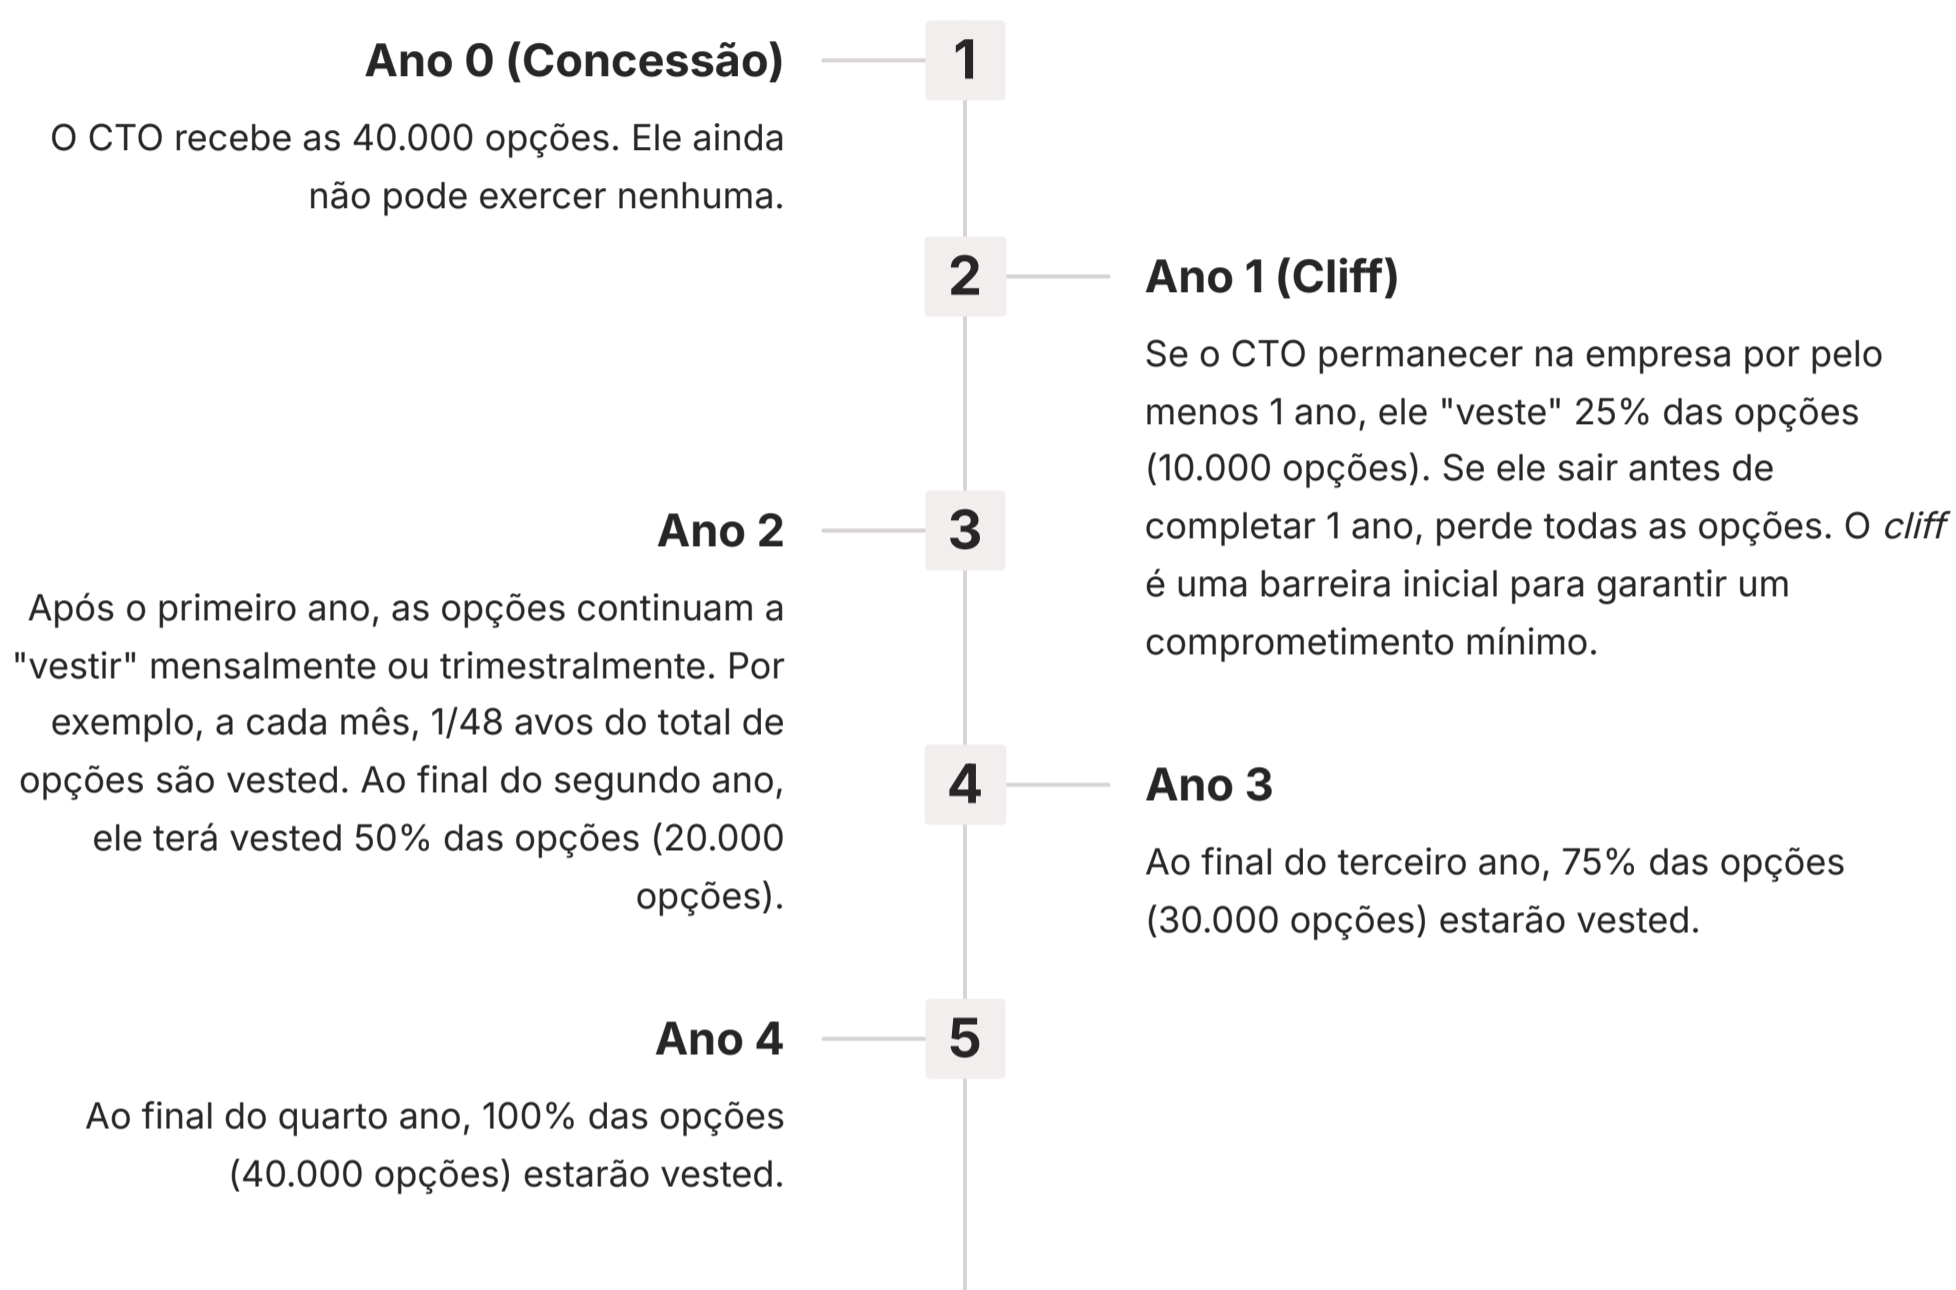 1
Ano 0 (Concessão)
O CTO recebe as 40.000 opções. Ele ainda
não pode exercer nenhuma.
2
Ano 1 (Cliff)
Se o CTO permanecer na empresa por pelo
menos 1 ano, ele "veste" 25% das opções
(10.000 opções). Se ele sair antes de
completar 1 ano, perde todas as opções. O cliff
é uma barreira inicial para garantir um
comprometimento mínimo.
3
Ano 2
Após o primeiro ano, as opções continuam a
"vestir" mensalmente ou trimestralmente. Por
exemplo, a cada mês, 1/48 avos do total de
opções são vested. Ao final do segundo ano,
ele terá vested 50% das opções (20.000
opções).
4
Ano 3
Ao final do terceiro ano, 75% das opções
(30.000 opções) estarão vested.
5
Ano 4
Ao final do quarto ano, 100% das opções
(40.000 opções) estarão vested.